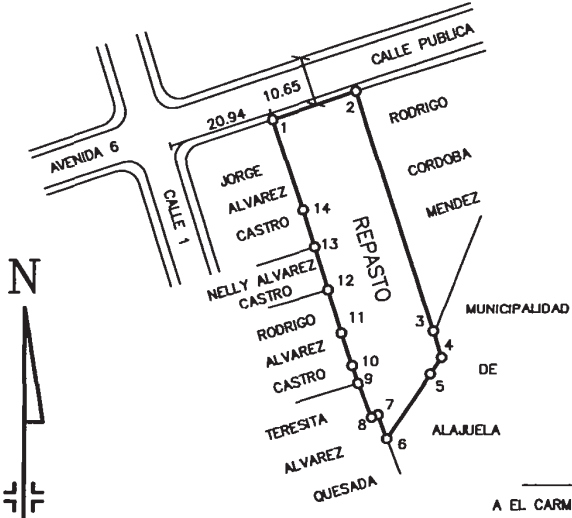 CALLE PUBLICA
10.65
20.94
AVENIDA 6
CALLE 1
1
2
RODRIGO
CORDOBA
MENDEZ
JORGE
ALVAREZ
CASTRO
14
13
REPASTO
NELLY ALVAREZ
CASTRO
12
RODRIGO
ALVAREZ
CASTRO
11
10
9
3
4
5
MUNICIPALIDAD
DE
ALAJUELA
TERESITA
ALVAREZ
QUESADA
8
7
6
N
A EL CARM